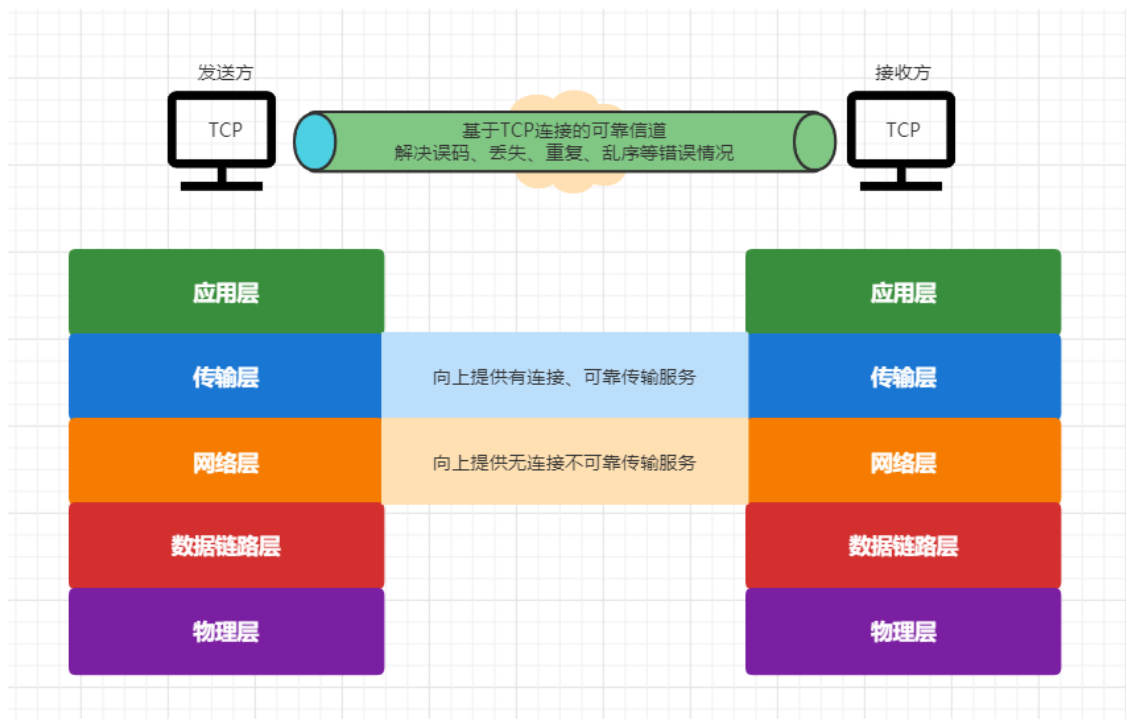 发送方
接收方
TCP
TCP
基于TCP连接的可靠信道
解决误码、丢失、重复、乱序等错误情况
应用层
应用层
传输层
向上提供有连接、可靠传输服务
传输层
网络层
向上提供无连接不可靠传输服务
网络层
数据链路层
数据链路层
物理层
物理层